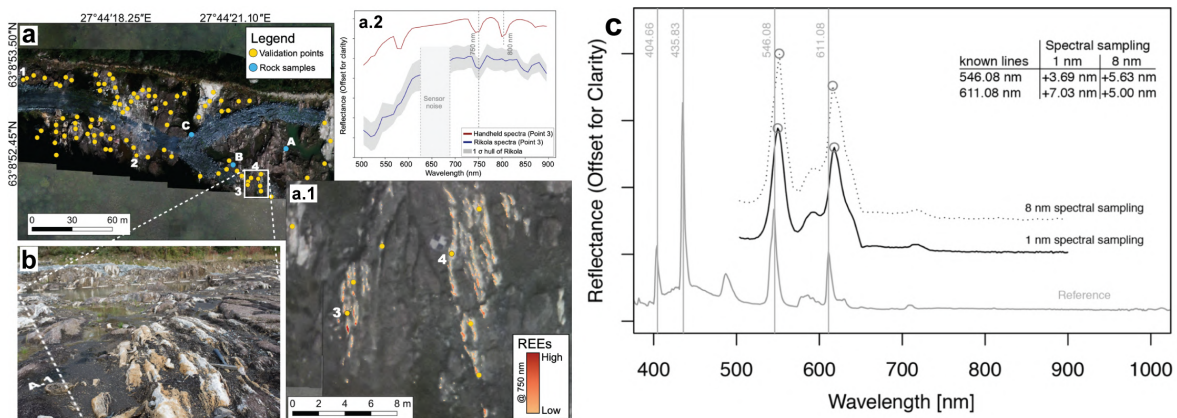 27°44'18.25"E
27°44'21.10"E
63°8'53.50"N
63°8'52.45"N
a
Legend
Validation points
Rock samples
1
C
A
B
2
4
3
0 30 60 m
a.2
Reflectance (Offset for clarity)
750 nm
800 nm
Sensor
noise
Handheld spectra (Point 3)
Rikola spectra (Point 3)
1 σ hull of Rikola
500 550 600 650 700 750 800 850 900
Wavelength (nm)
b
A.1
a.1
4
3
REEs
High
@ 750 nm
Low
0 2 4 6 8 m
c
Reflectance (Offset for Clarity)
404.66
435.83
546.08
611.08
Spectral sampling
known lines 1 nm 8 nm
546.08 nm +3.69 nm +5.63 nm
611.08 nm +7.03 nm +5.00 nm
8 nm spectral sampling
1 nm spectral sampling
Reference
400 500 600 700 800 900 1000
Wavelength [nm]